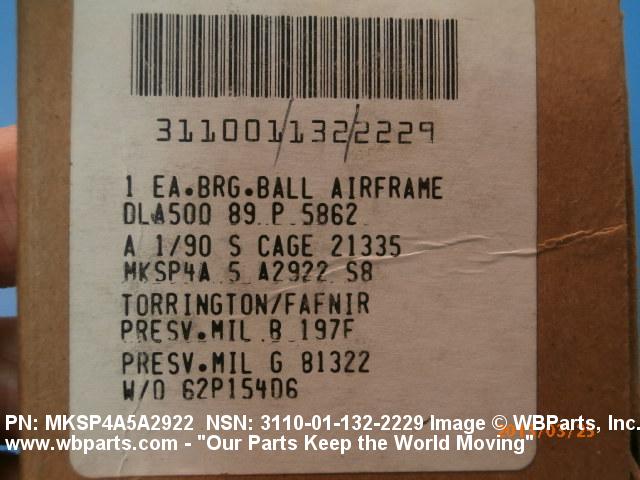 3110011322229
1 EA.BRG.BALL AIRFRAME
DLA500 89 P 5862
A 1/90 S CAGE 21335
MKSP4A 5 A2922 S8
TORRINGTON/FAFNIR
PRESV.MIL B 197F
PRESV.MIL G 81322
W/O 62P15406
PN: MKSP4A5A2922 NSN: 3110-01-132-2229 Image © WBParts, Inc.
www.wbparts.com - "Our Parts Keep the World Moving"